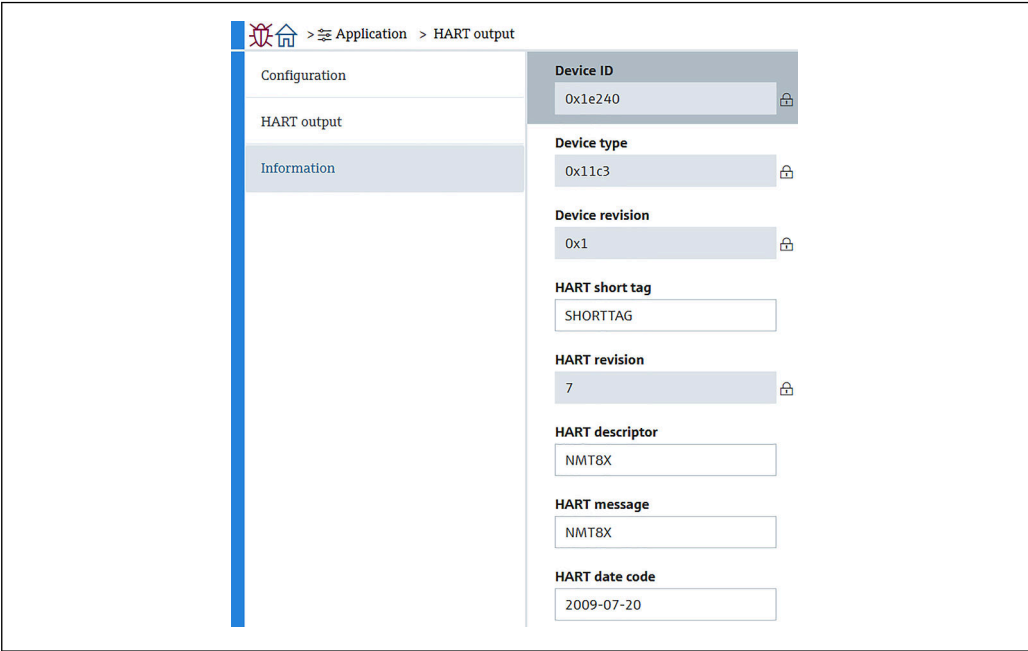 > Application > HART output
Configuration
HART output
Information
Device ID
0x1e240
Device type
0x11c3
Device revision
0x1
HART short tag
SHORTTAG
HART revision
7
HART descriptor
NMT8X
HART message
NMT8X
HART date code
2009-07-20